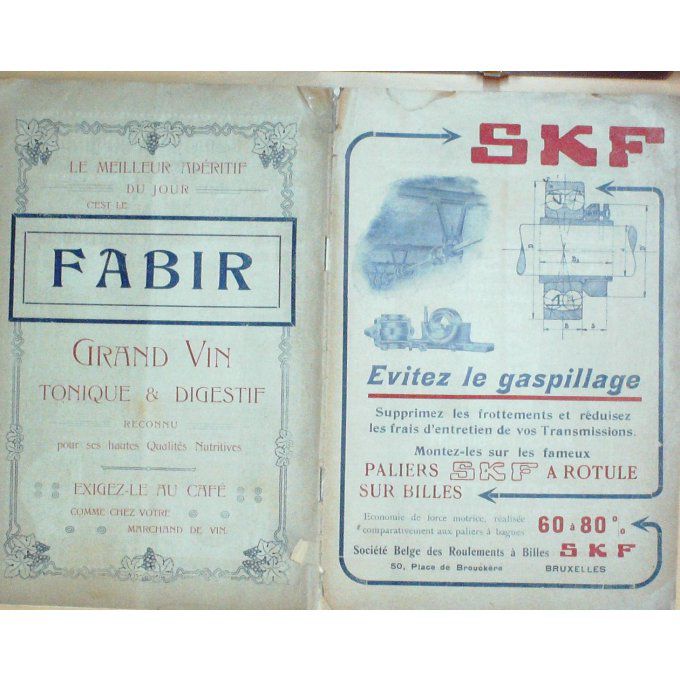 LE MEILLEUR APÉRITIF
DU JOUR
C'EST LE
FABIR
GRAND VIN
TONIQUE & DIGESTIF
RECONNU
pour ses hautes Qualités Nutritives
EXIGEZ-LE AU CAFÉ
COMME CHEZ VOTRE
MARCHAND DE VIN.
SKF
Evitez le gaspillage
Supprimez les frottements et réduisez
les frais d'entretien de vos Transmissions.
Montez-les sur les fameux
PALIERS SKF A ROTULE
SUR BILLES
Economie de force motrice, réalisée
comparativement aux paliers à bagues
60 à 80 %
Société Belge des Roulements à Billes SKF
50, Place de Brouckère BRUXELLES